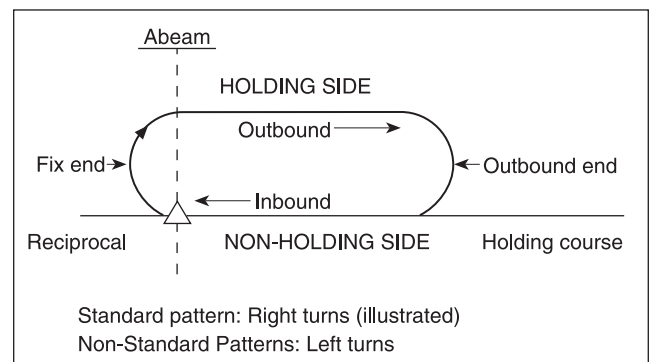 Abeam
HOLDING SIDE
Outbound
Fix end
Outbound end
Inbound
Reciprocal
NON-HOLDING SIDE
Holding course
Standard pattern: Right turns (illustrated)
Non-Standard Patterns: Left turns